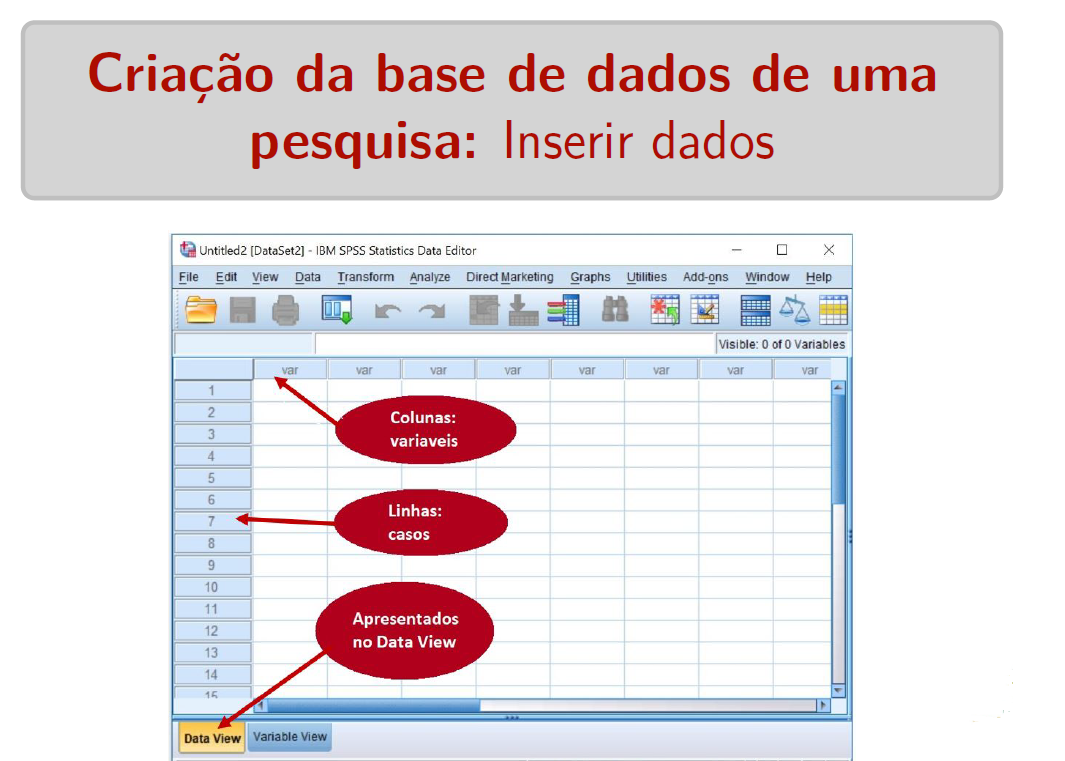 Criação da base de dados de uma
pesquisa: Inserir dados
Untitled2 [DataSet2] - IBM SPSS Statistics Data Editor
File Edit View Data Transform Analyze Direct Marketing Graphs Utilities Add-ons Window Help
Visible: 0 of 0 Variables
var var var var var var var var
1
2
Colunas:
3
variaveis
4
5
6
Linhas:
7
casos
8
9
10
11
Apresentados
12
no Data View
13
14
15
Data View Variable View